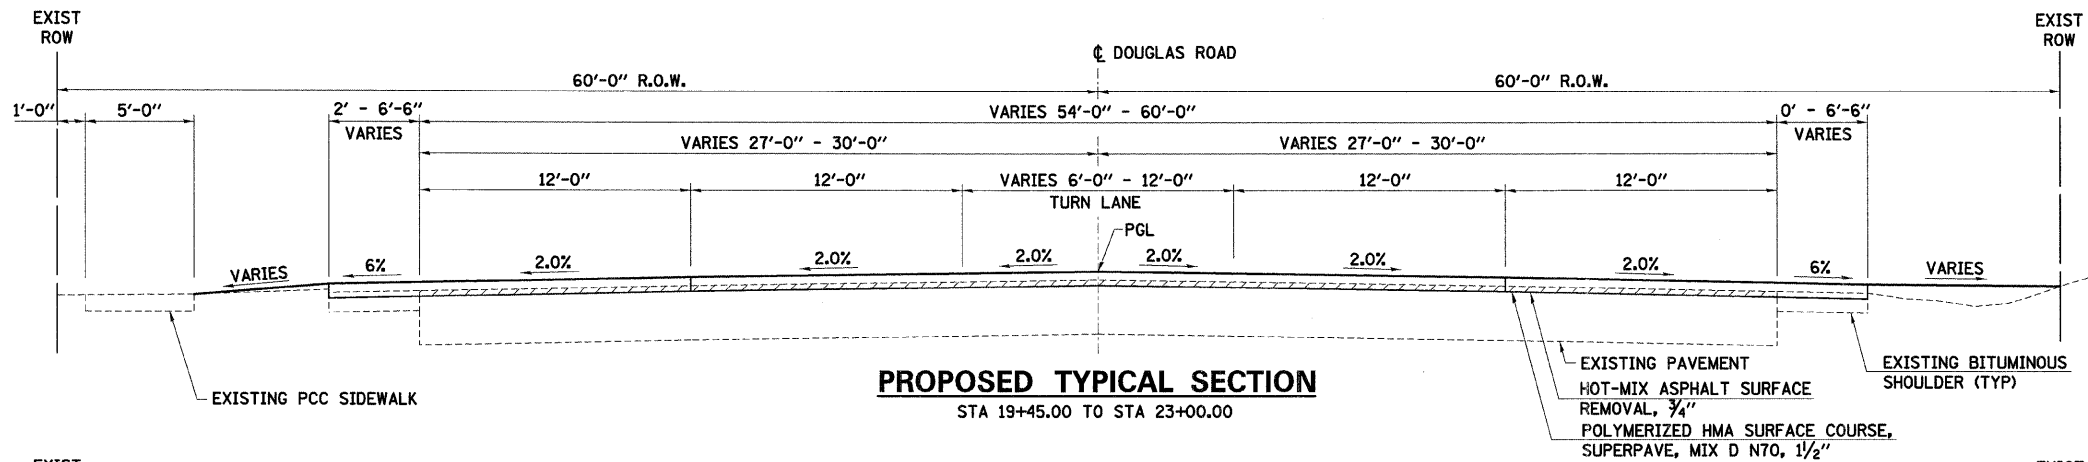 EXIST
ROW
EXIST
ROW
℄ DOUGLAS ROAD
60'-0" R.O.W.
60'-0" R.O.W.
1'-0"
5'-0"
2' - 6'-6"
VARIES
VARIES 54'-0" - 60'-0"
0' - 6'-6"
VARIES
VARIES 27'-0" - 30'-0"
VARIES 27'-0" - 30'-0"
12'-0"
12'-0"
VARIES 6'-0" - 12'-0"
TURN LANE
12'-0"
12'-0"
PGL
VARIES
6%
2.0%
2.0%
2.0%
2.0%
2.0%
2.0%
6%
VARIES
EXISTING PCC SIDEWALK
PROPOSED TYPICAL SECTION
STA 19+45.00 TO STA 23+00.00
EXISTING PAVEMENT
HOT-MIX ASPHALT SURFACE
REMOVAL, 3/4"
POLYMERIZED HMA SURFACE COURSE,
SUPERPAVE, MIX D N70, 1 1/2"
EXISTING BITUMINOUS
SHOULDER (TYP)